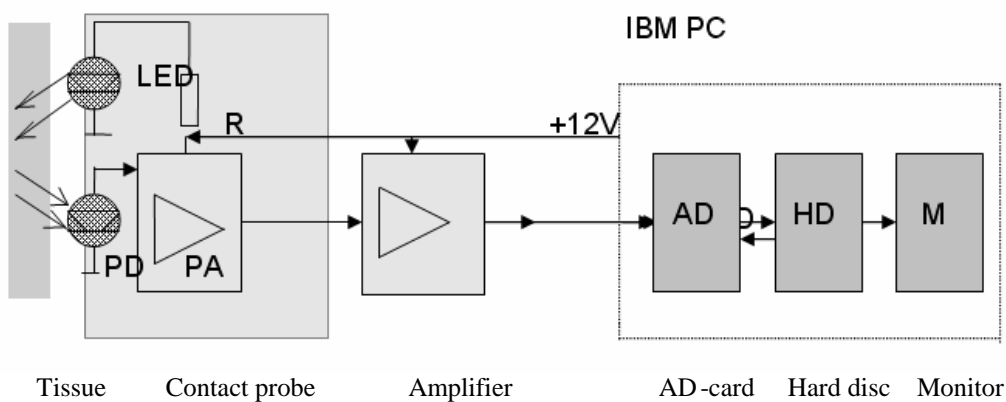 IBM PC
LED
R
+12V
AD
D
HD
M
PD
PA
Tissue Contact probe Amplifier AD-card Hard disc Monitor